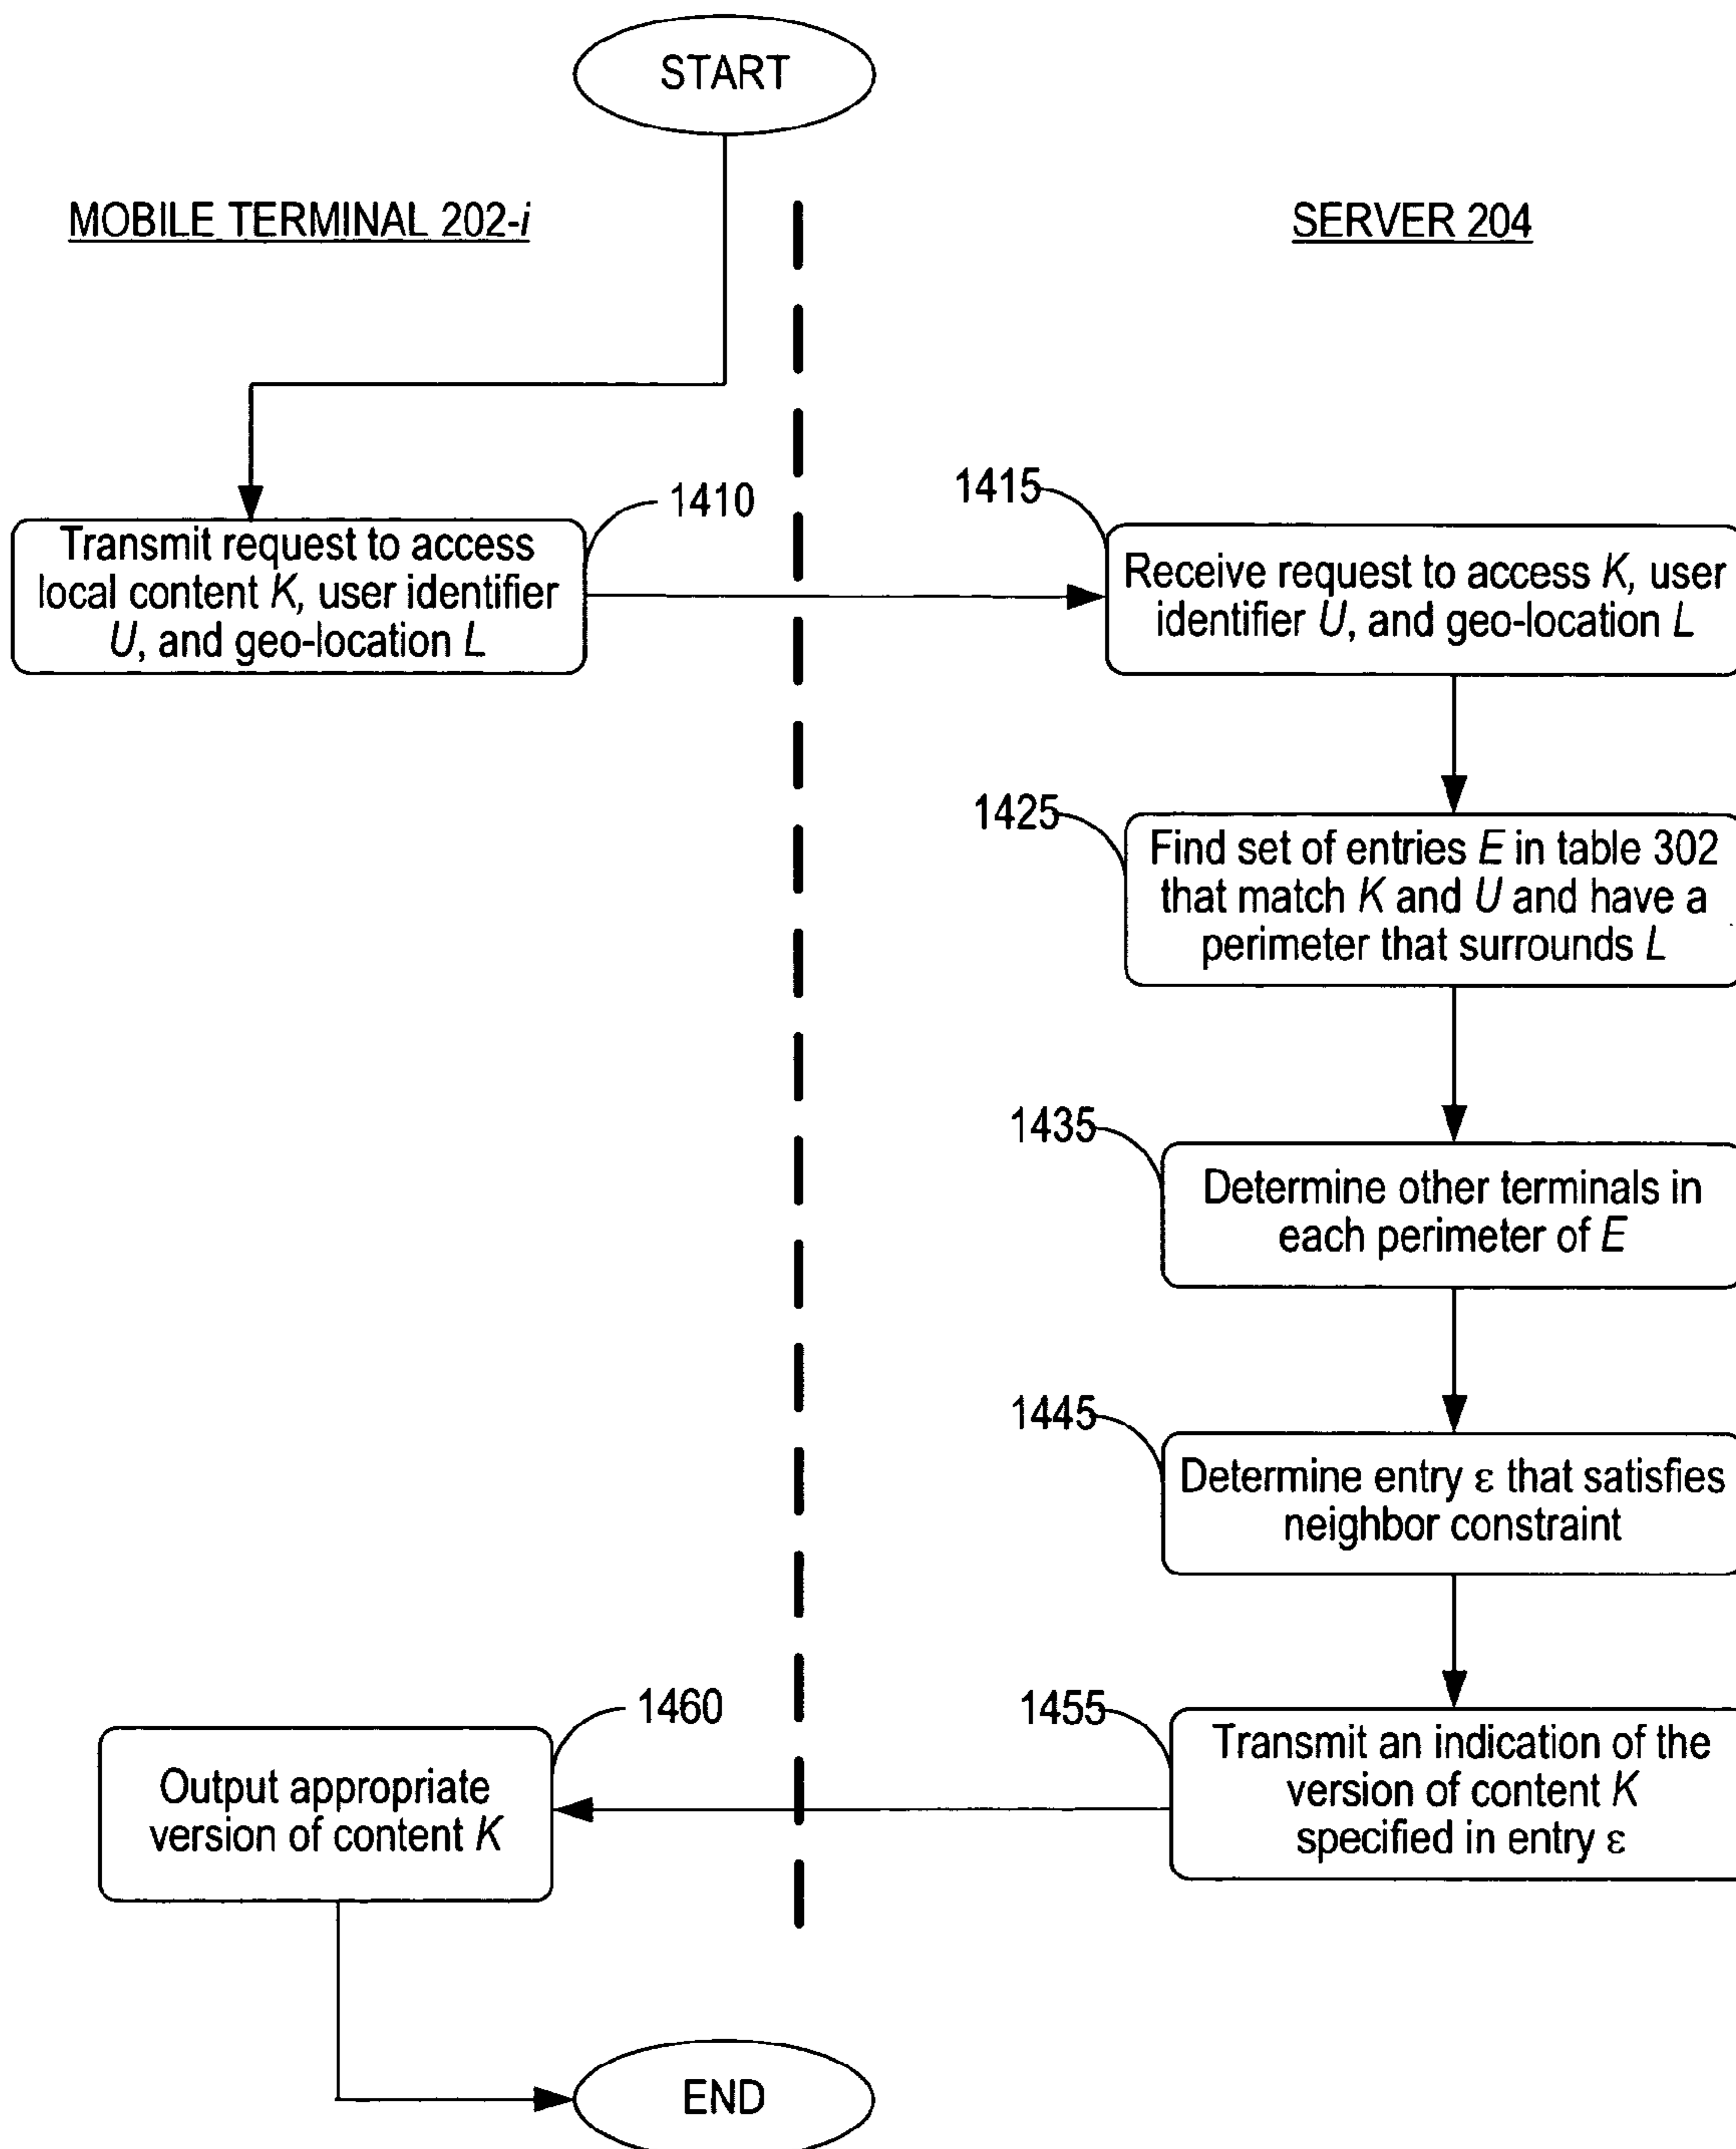 START
MOBILE TERMINAL 202-i
SERVER 204
1410
1415
Transmit request to access
local content K, user identifier
U, and geo-location L
Receive request to access K, user
identifier U, and geo-location L
1425
Find set of entries E in table 302
that match K and U and have a
perimeter that surrounds L
1435
Determine other terminals in
each perimeter of E
1445
Determine entry ε that satisfies
neighbor constraint
1460
1455
Output appropriate
version of content K
Transmit an indication of the
version of content K
specified in entry ε
END